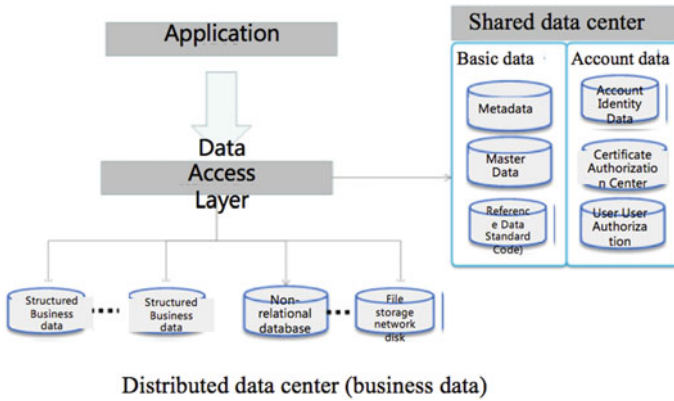 Application
Shared data center
Basic data
Account data
Metadata
Account
Identity
Data
Master
Data
Certificate
Authorizatio
n Center
Referenc
e Data
Standard
Code)
User User
Authoriza
tion
Data
Access
Layer
Structured
Business
data
Structured
Business
data
Non-
relational
database
File
storage
network
disk
Distributed data center (business data)